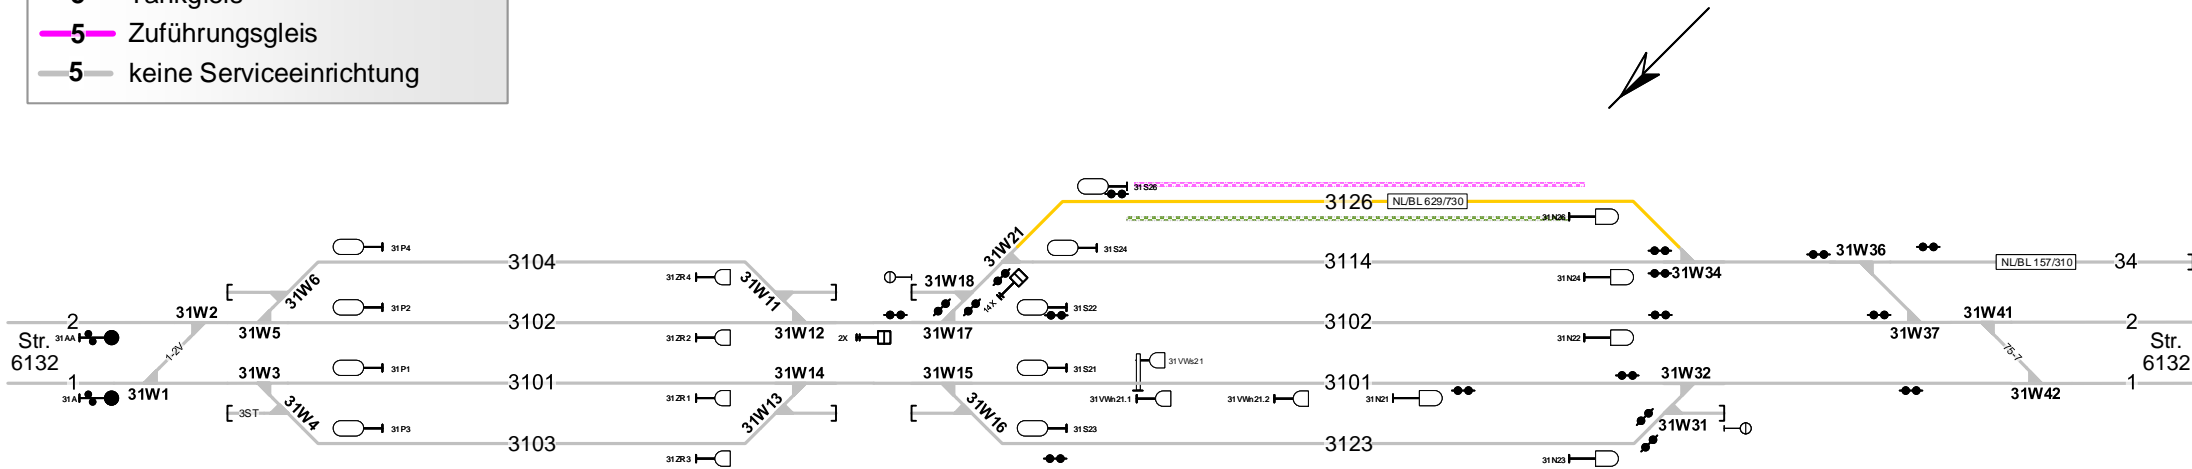 5 Tankgleis
5 Zuführungsgleis
5 keine Serviceeinrichtung
31S26
3126 NL/BL 629/730
31N26
31W21
31P4 31S24 31W36
3104 31ZR4 3114 31N24 31W34 NL/BL 157/310 34
31W6 31W11 31W18 14X
31W2 31P2 31S22 31W41
2 3102 3102 2
Str. 6132 31AA 31W5 31ZR2 31W12 2X 31W17 31N22 31W37 Str. 6132
1-2V 75-7
31W3 31P1 31W14 31W15 31S21 31VWs21 31W32
1 3101 3101 1
31A 31W1 31ZR1 31VWn21.1 31VWn21.2 31N21 31W42
3ST 31W4 31W13 31W16 31W31
31P3 31S23
3103 3123
31ZR3 31N23